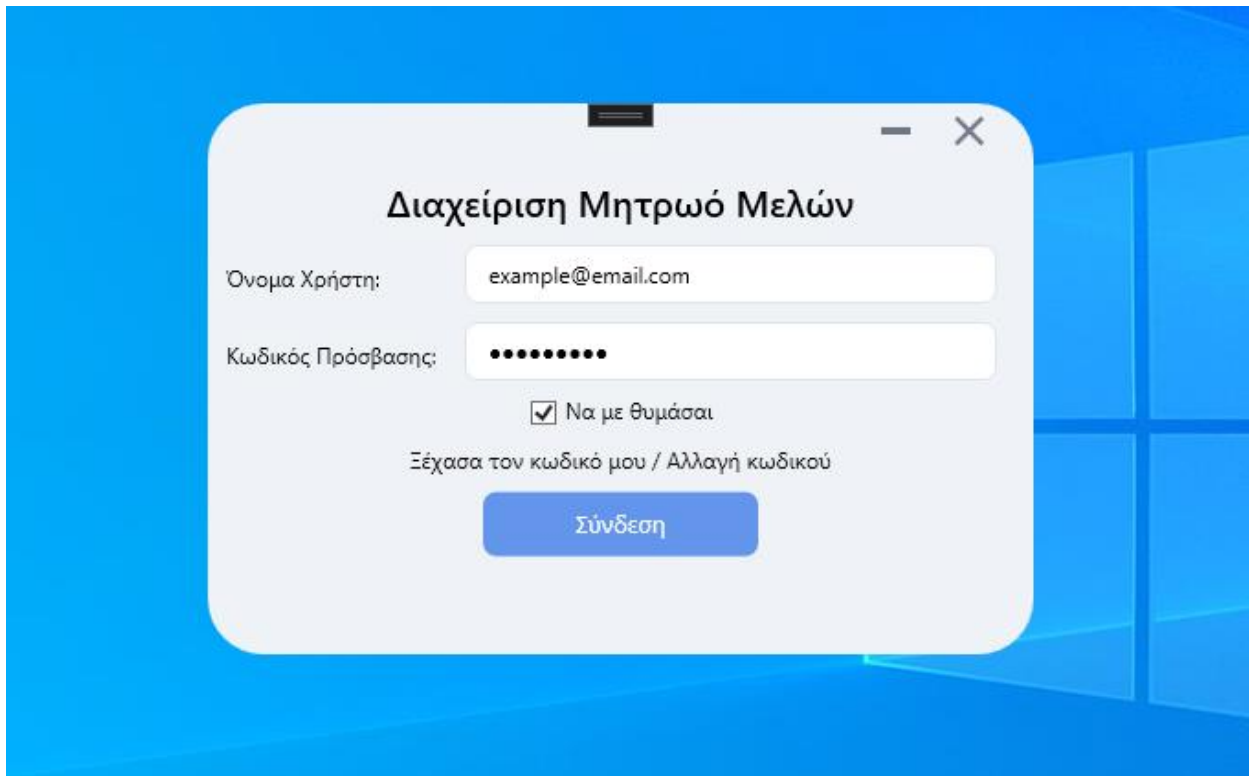 Διαχείριση Μητρωό Μελών
Όνομα Χρήστη: example@email.com
Κωδικός Πρόσβασης: •••••••••
Να με θυμάσαι
Ξέχασα τον κωδικό μου / Αλλαγή κωδικού
Σύνδεση